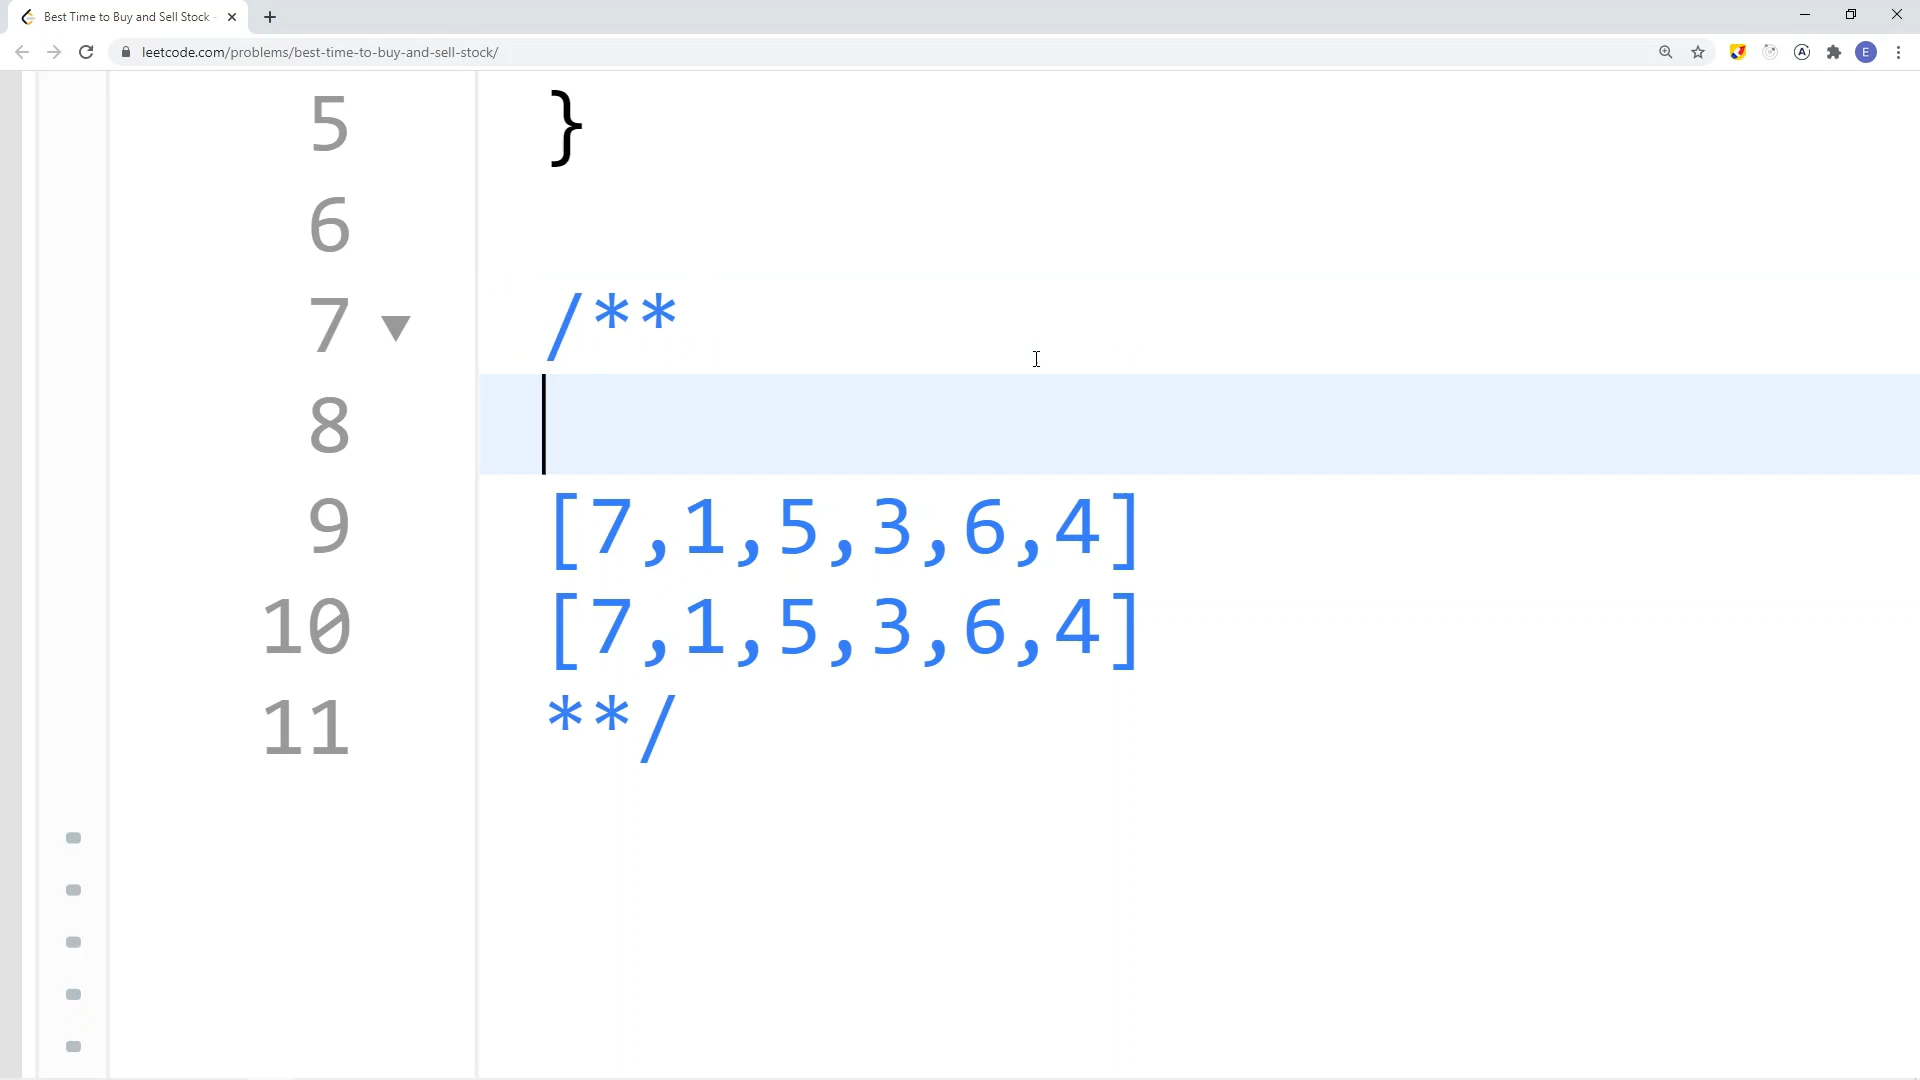 Best Time to Buy and Sell Stock -
leetcode.com/problems/best-time-to-buy-and-sell-stock/
E
5 }
6
7 /**
8
9 [7,1,5,3,6,4]
10 [7,1,5,3,6,4]
11 **/